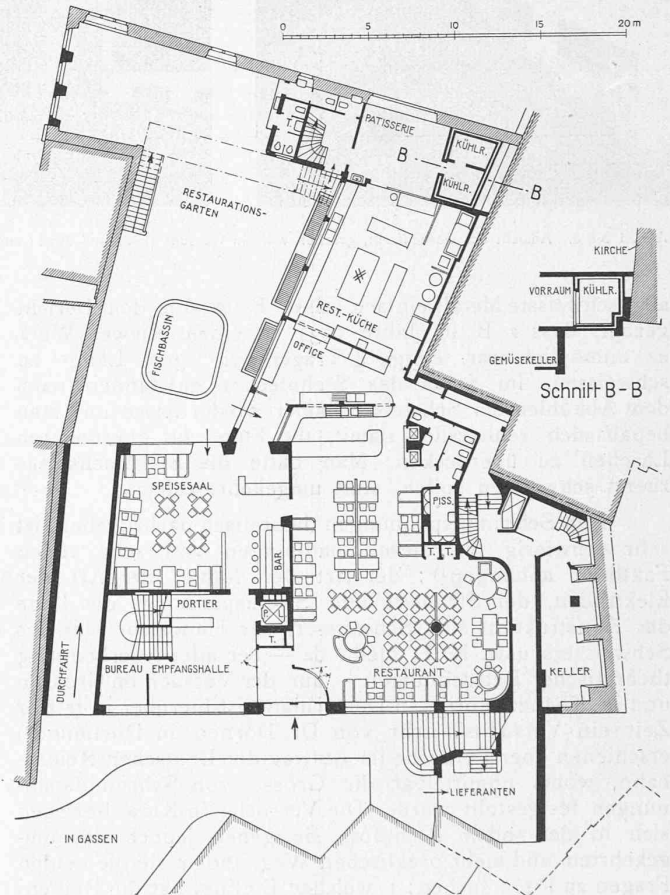 0 5 10 15 20 m
PATISSERIE
T.
KÜHLR.
B
KÜHLR.
B
RESTAURATIONS-
GARTEN
KIRCHE
VORRAUM
KÜHLR.
REST.-KÜCHE
FISCHBASSIN
OFFICE
GEMÜSEKELLER
Schnitt B-B
SPEISESAAL
PISS.
BAR
T. T.
PORTIER
P.
T.
DURCHFAHRT
BUREAU
EMPFANGSHALLE
RESTAURANT
KELLER
LIEFERANTEN
IN GASSEN